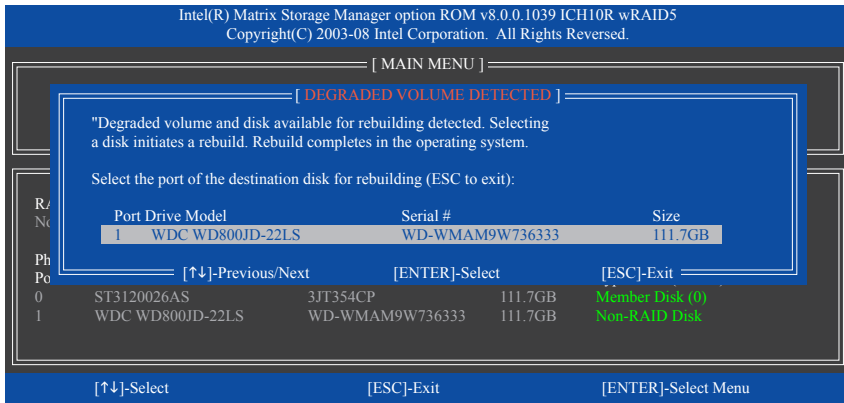 Intel(R) Matrix Storage Manager option ROM v8.0.0.1039 ICH10R wRAID5
Copyright(C) 2003-08 Intel Corporation. All Rights Reversed.
[ MAIN MENU ]
[ DEGRADED VOLUME DETECTED ]
"Degraded volume and disk available for rebuilding detected. Selecting
a disk initiates a rebuild. Rebuild completes in the operating system.
Select the port of the destination disk for rebuilding (ESC to exit):
Port Drive Model Serial # Size
1 WDC WD800JD-22LS WD-WMAM9W736333 111.7GB
[↑↓]-Previous/Next [ENTER]-Select [ESC]-Exit
0 ST3120026AS 3JT354CP 111.7GB Member Disk (0)
1 WDC WD800JD-22LS WD-WMAM9W736333 111.7GB Non-RAID Disk
[↑↓]-Select [ESC]-Exit [ENTER]-Select Menu